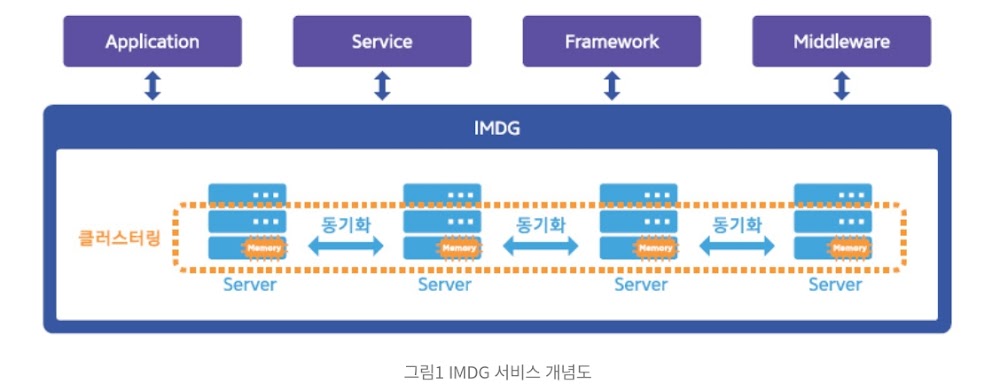 Application Service Framework Middleware
IMDG
동기화 동기화 동기화
클러스터링
Memory Memory Memory Memory
Server Server Server Server
그림1 IMDG 서비스 개념도